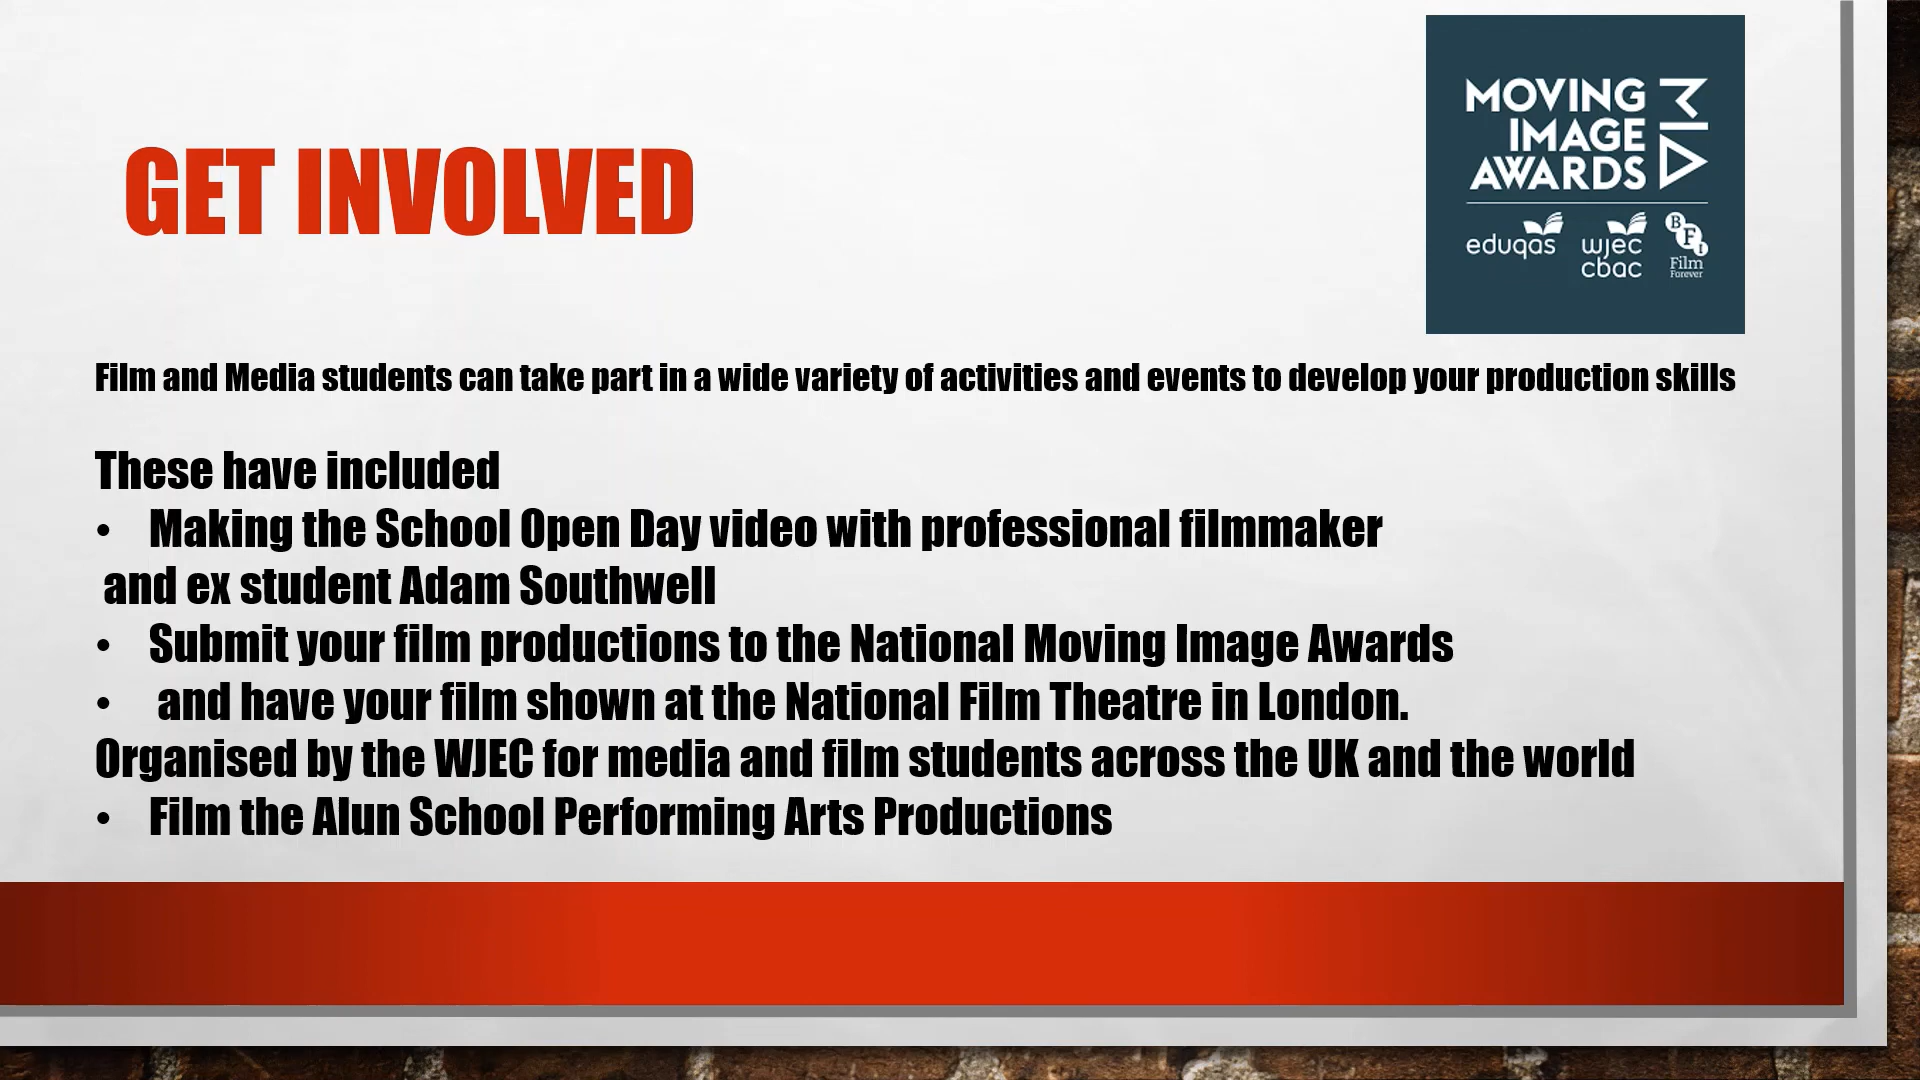 GET INVOLVED
MOVING
IMAGE
AWARDS
MIA
eduqas
wjec
cbac
BFI
Film
Forever
Film and Media students can take part in a wide variety of activities and events to develop your production skills
These have included
• Making the School Open Day video with professional filmmaker
and ex student Adam Southwell
• Submit your film productions to the National Moving Image Awards
• and have your film shown at the National Film Theatre in London.
Organised by the WJEC for media and film students across the UK and the world
• Film the Alun School Performing Arts Productions